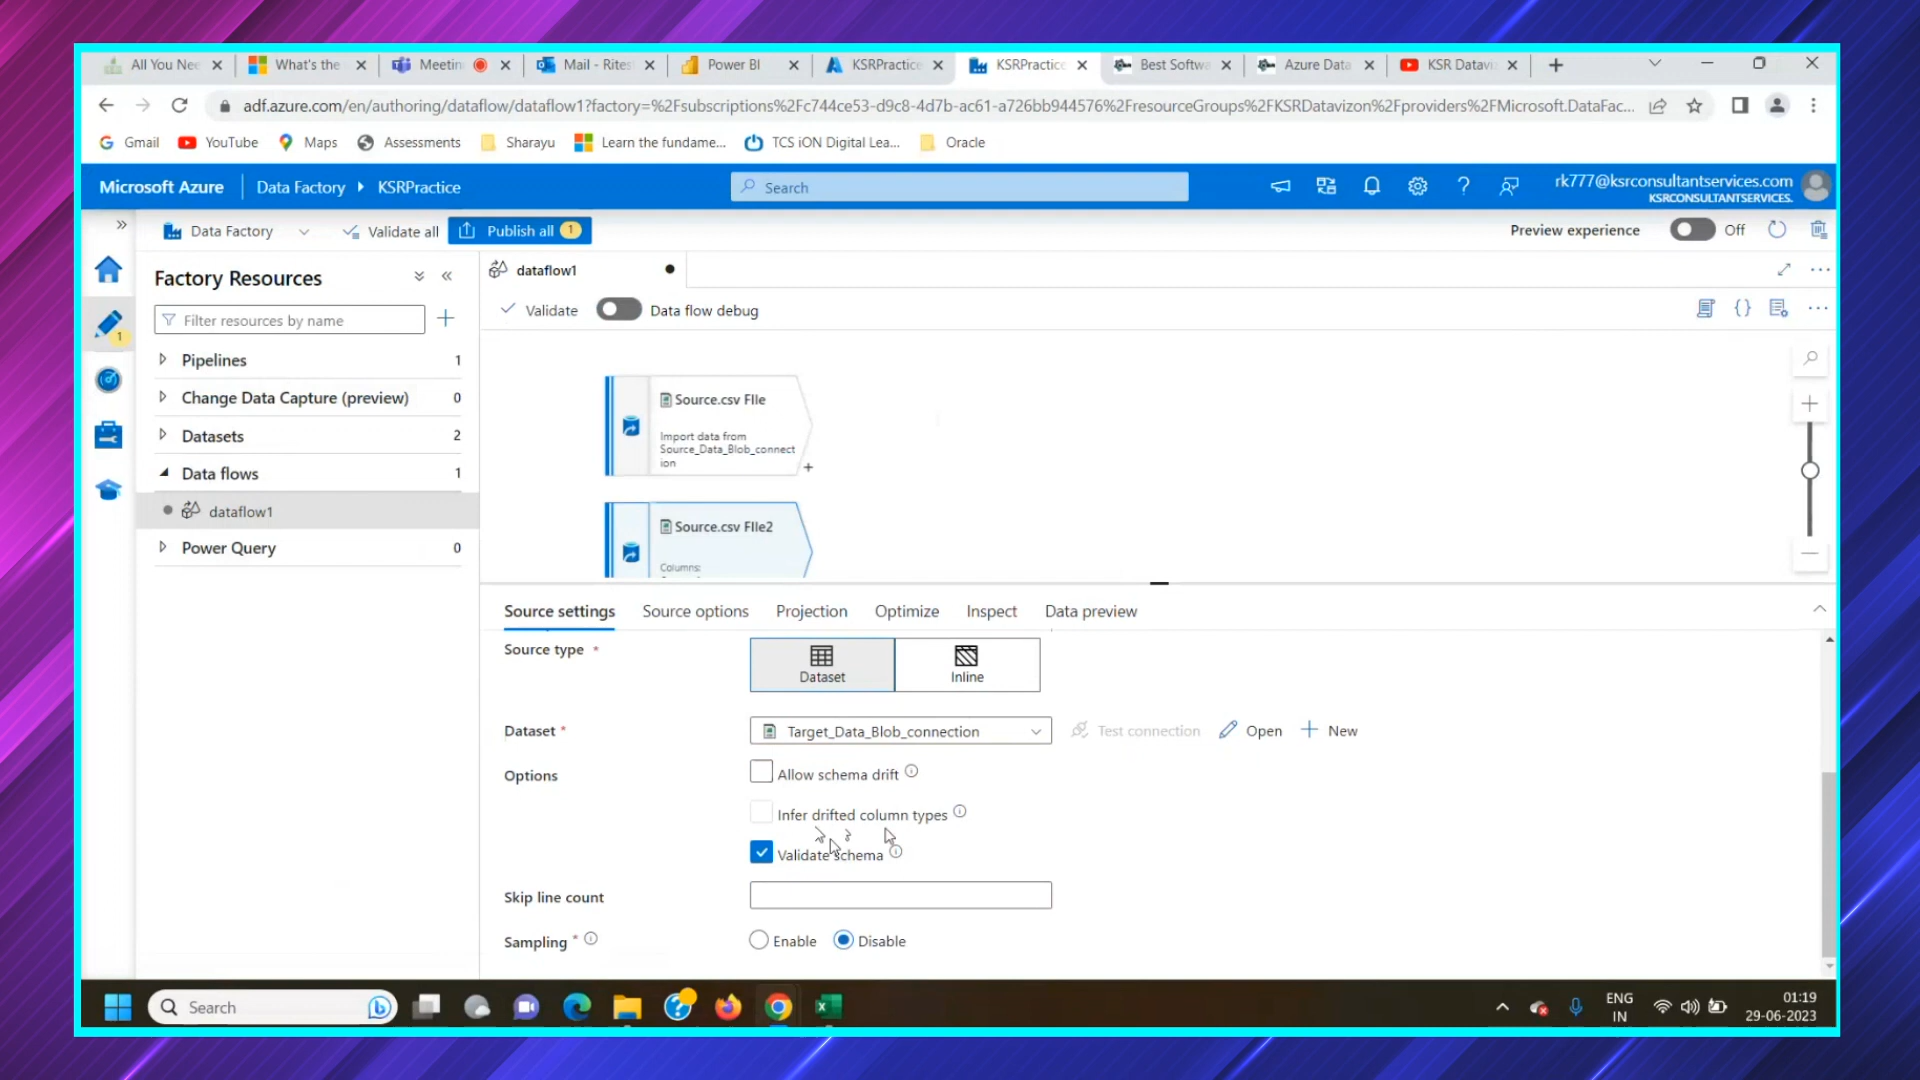 All You Nee
What's the
Meetin
Mail - Rites
Power BI
KSRPractice
KSRPractice
Best Softwa
Azure Data
KSR Datavi
adf.azure.com/en/authoring/dataflow/dataflow1?factory=%2Fsubscriptions%2Fc744ce53-d9c8-4d7b-ac61-a726bb944576%2FresourceGroups%2FKSRDatavizon%2Fproviders%2FMicrosoft.DataFac...
Gmail
YouTube
Maps
Assessments
Sharayu
Learn the fundame...
TCS iON Digital Lea...
Oracle
Microsoft Azure
Data Factory
KSRPractice
Search
rk777@ksrconsultantservices.com
KSRCONSULTANTSERVICES.
Data Factory
Validate all
Publish all 1
Preview experience
Off
1
Factory Resources
Filter resources by name
Pipelines 1
Change Data Capture (preview) 0
Datasets 2
Data flows 1
dataflow1
Power Query 0
dataflow1
Validate
Data flow debug
{}
Source.csv FIle
Import data from
Source_Data_Blob_connect
ion
Source.csv FIle2
Columns:
Source settings
Source options
Projection
Optimize
Inspect
Data preview
Source type *
Dataset
Inline
Dataset *
Target_Data_Blob_connection
Test connection
Open
New
Options
Allow schema drift
Infer drifted column types
Validate schema
Skip line count
Sampling *
Enable
Disable
Search
ENG
IN
01:19
29-06-2023